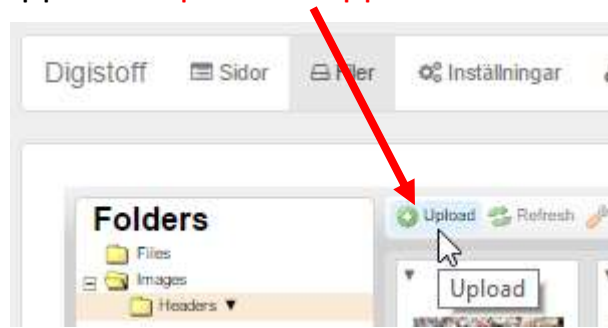 Digistoff Sidor Filer Inställningar
Folders
Upload Refresh
Files
Images
Headers ▼
Upload